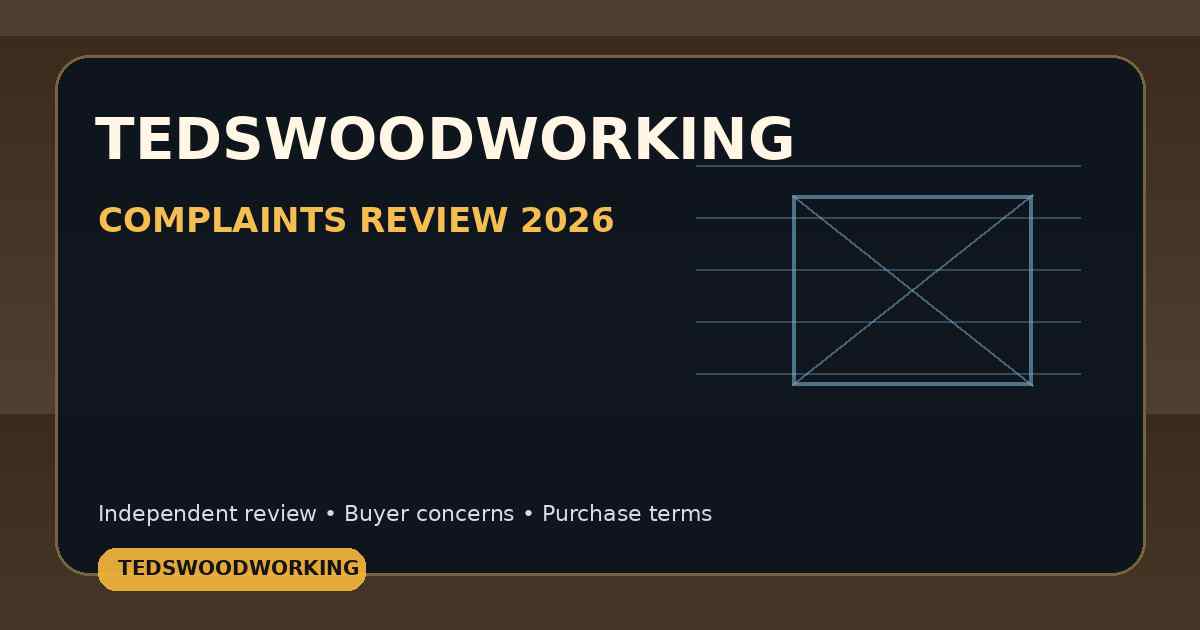 TEDSWOODWORKING
COMPLAINTS REVIEW 2026
Independent review • Buyer concerns • Purchase terms
TEDSWOODWORKING